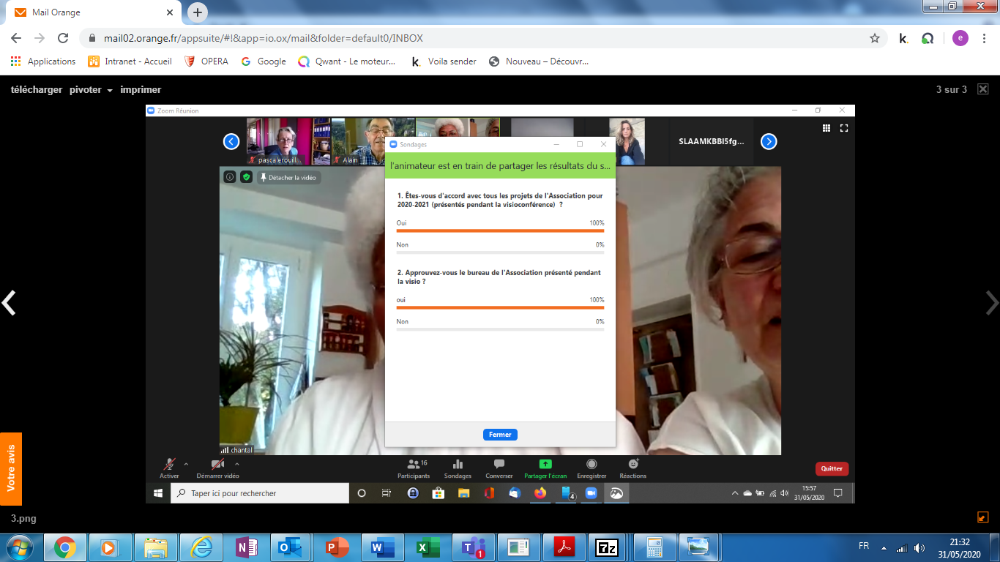 Mail Orange
mail02.orange.fr/appsuite/#!&app=io.ox/mail&folder=default0/INBOX
k.
e
Applications
Intranet - Accueil
OPERA
Google
Qwant - Le moteur...
k.
Voila sender
Nouveau – Découvr...
télécharger pivoter imprimer
3 sur 3
Zoom Réunion
pascalerouill...
Alain
SLAAMKBBI5fg...
Détacher la vidéo
Sondages
l'animateur est en train de partager les résultats du s...
1. Êtes-vous d'accord avec tous les projets de l'Association pour
2020-2021 (présentés pendant la visioconférence) ?
Oui 100%
Non 0%
2. Approuvez-vous le bureau de l'Association présenté pendant
la visio ?
oui 100%
Non 0%
Fermer
chantal
Activer
Démarrer vidéo
16
Participants
Sondages
Converser
Partager l'écran
Enregistrer
Réactions
Quitter
Taper ici pour rechercher
4
15:57
31/05/2020
Votre avis
3.png
1
7z
FR
21:32
31/05/2020